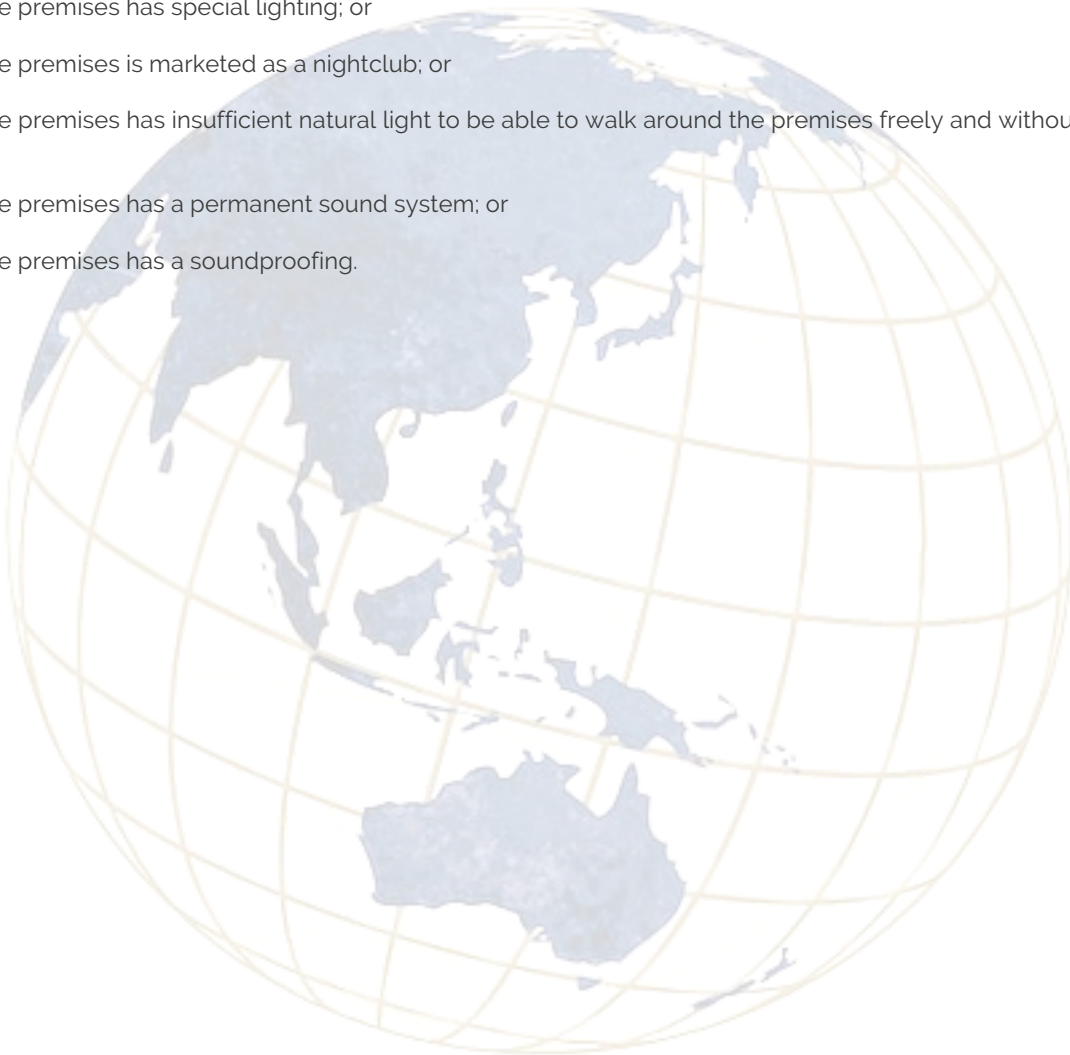 e premises has special lighting; or
e premises is marketed as a nightclub; or
e premises has insufficient natural light to be able to walk around the premises freely and withou
e premises has a permanent sound system; or
e premises has a soundproofing.